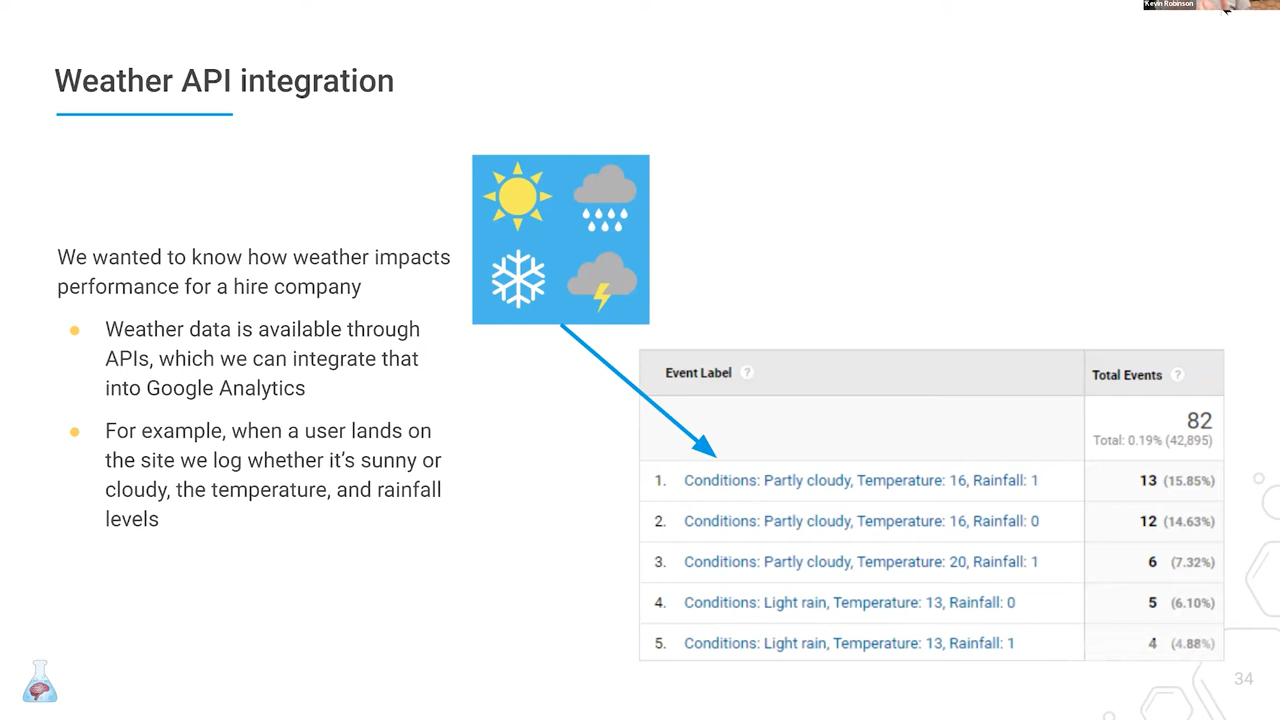 Kevin Robinson
Weather API integration
We wanted to know how weather impacts
performance for a hire company
Weather data is available through
APIs, which we can integrate that
into Google Analytics
For example, when a user lands on
the site we log whether it's sunny or
cloudy, the temperature, and rainfall
levels
Event Label ? Total Events ?
82
Total: 0.19% (42,895)
1. Conditions: Partly cloudy, Temperature: 16, Rainfall: 1 13 (15.85%)
2. Conditions: Partly cloudy, Temperature: 16, Rainfall: 0 12 (14.63%)
3. Conditions: Partly cloudy, Temperature: 20, Rainfall: 1 6 (7.32%)
4. Conditions: Light rain, Temperature: 13, Rainfall: 0 5 (6.10%)
5. Conditions: Light rain, Temperature: 13, Rainfall: 1 4 (4.88%)
34